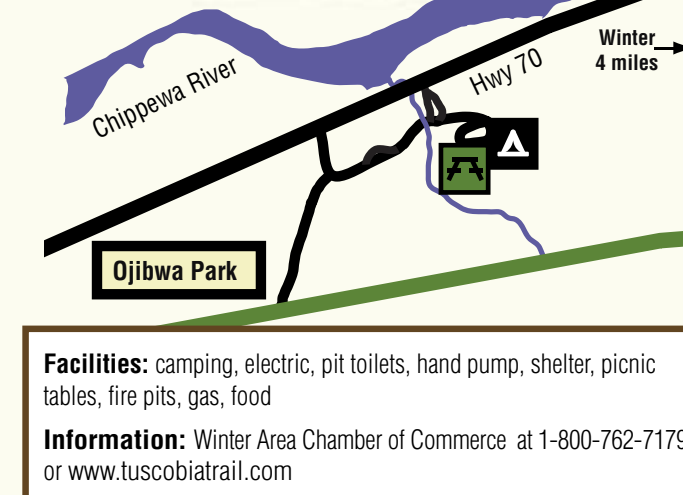 Winter
4 miles
Hwy 70
Chippewa River
Ojibwa Park
Facilities: camping, electric, pit toilets, hand pump, shelter, picnic
tables, fire pits, gas, food
Information: Winter Area Chamber of Commerce at 1-800-762-7179
or www.tuscobiatrail.com